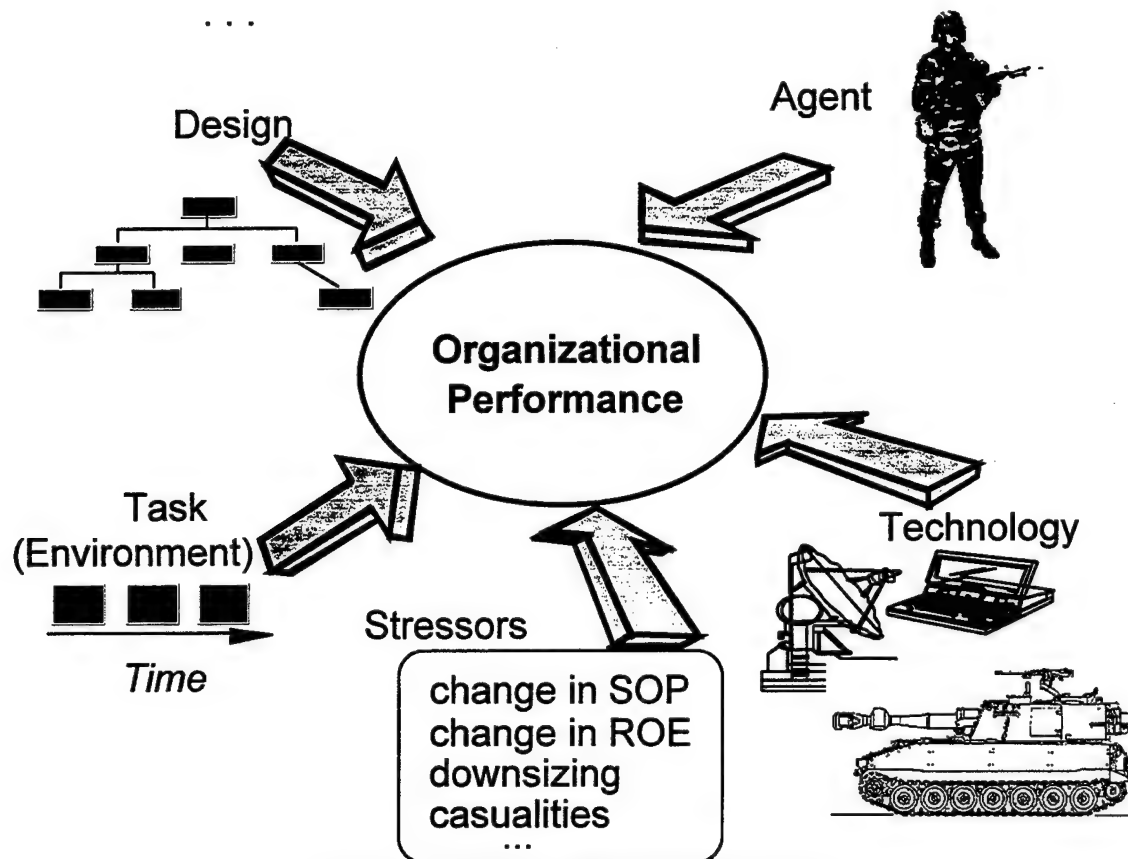 . . .
Design
Agent
Organizational
Performance
Task
(Environment)
Time
Technology
Stressors
change in SOP
change in ROE
downsizing
casualities
...